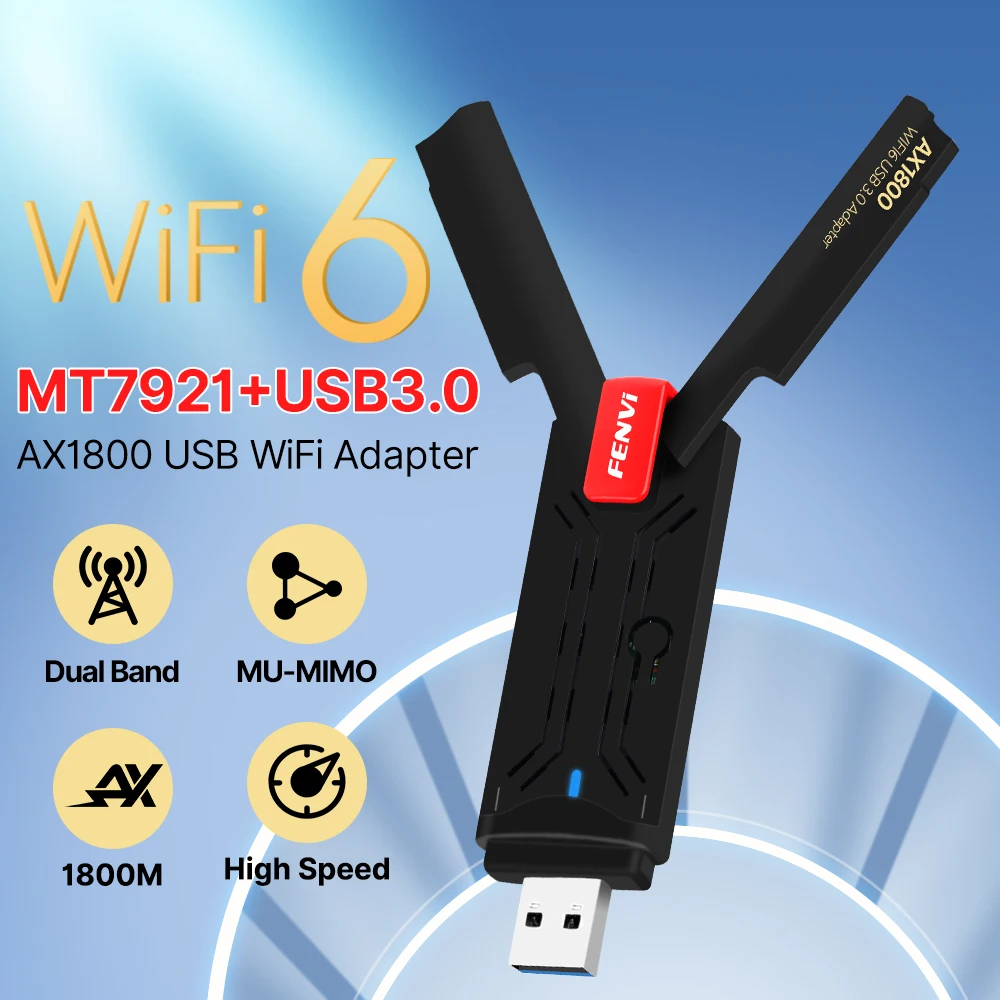 WiFi 6
MT7921+USB3.0
AX1800 USB WiFi Adapter
Dual Band
MU-MIMO
AX
1800M
High Speed
FENVi
AX1800
WiFi6 USB 3.0 Adapter